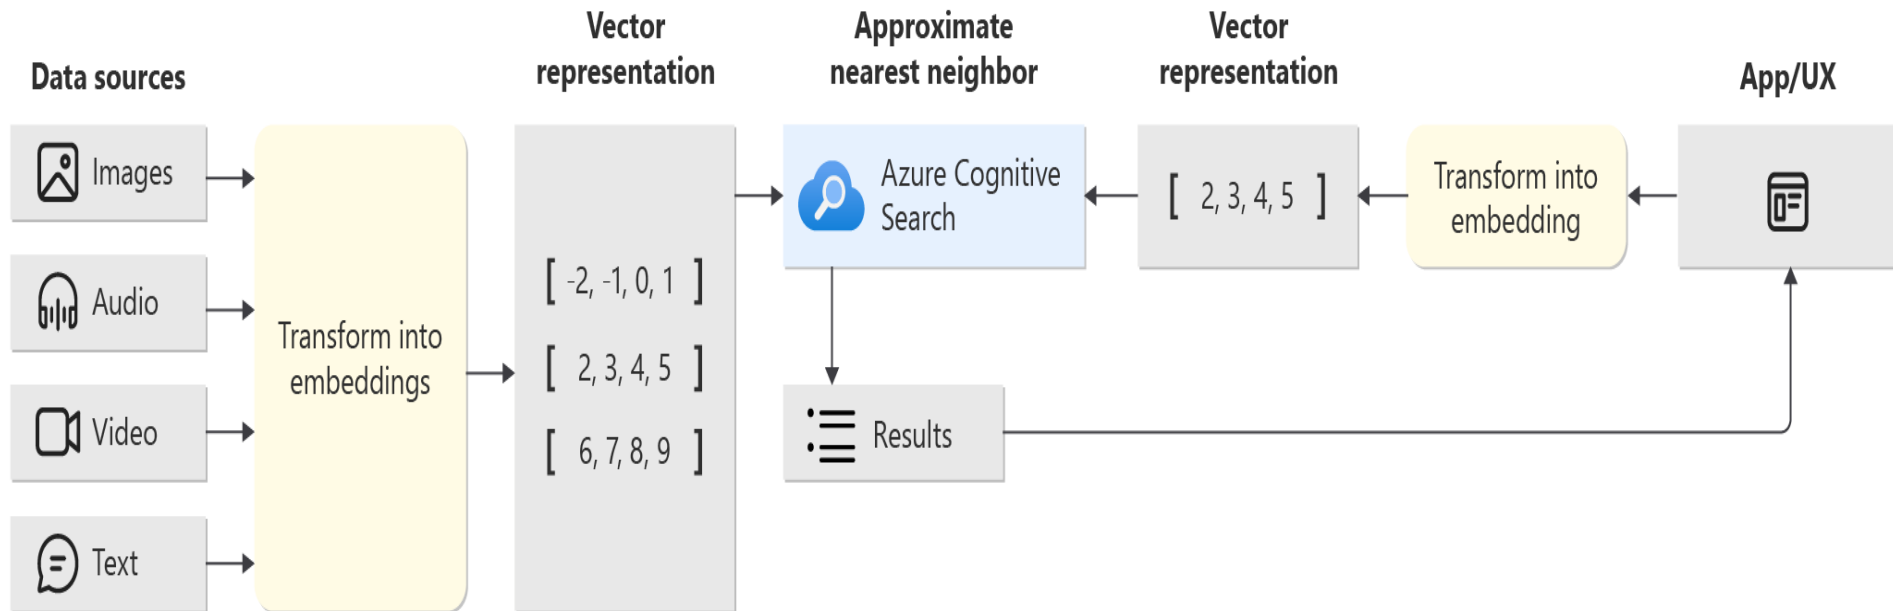 Data sources
Images
Audio
Video
Text
Transform into
embeddings
Vector
representation
[ -2, -1, 0, 1 ]
[ 2, 3, 4, 5 ]
[ 6, 7, 8, 9 ]
Approximate
nearest neighbor
Azure Cognitive
Search
Results
Vector
representation
[ 2, 3, 4, 5 ]
Transform into
embedding
App/UX